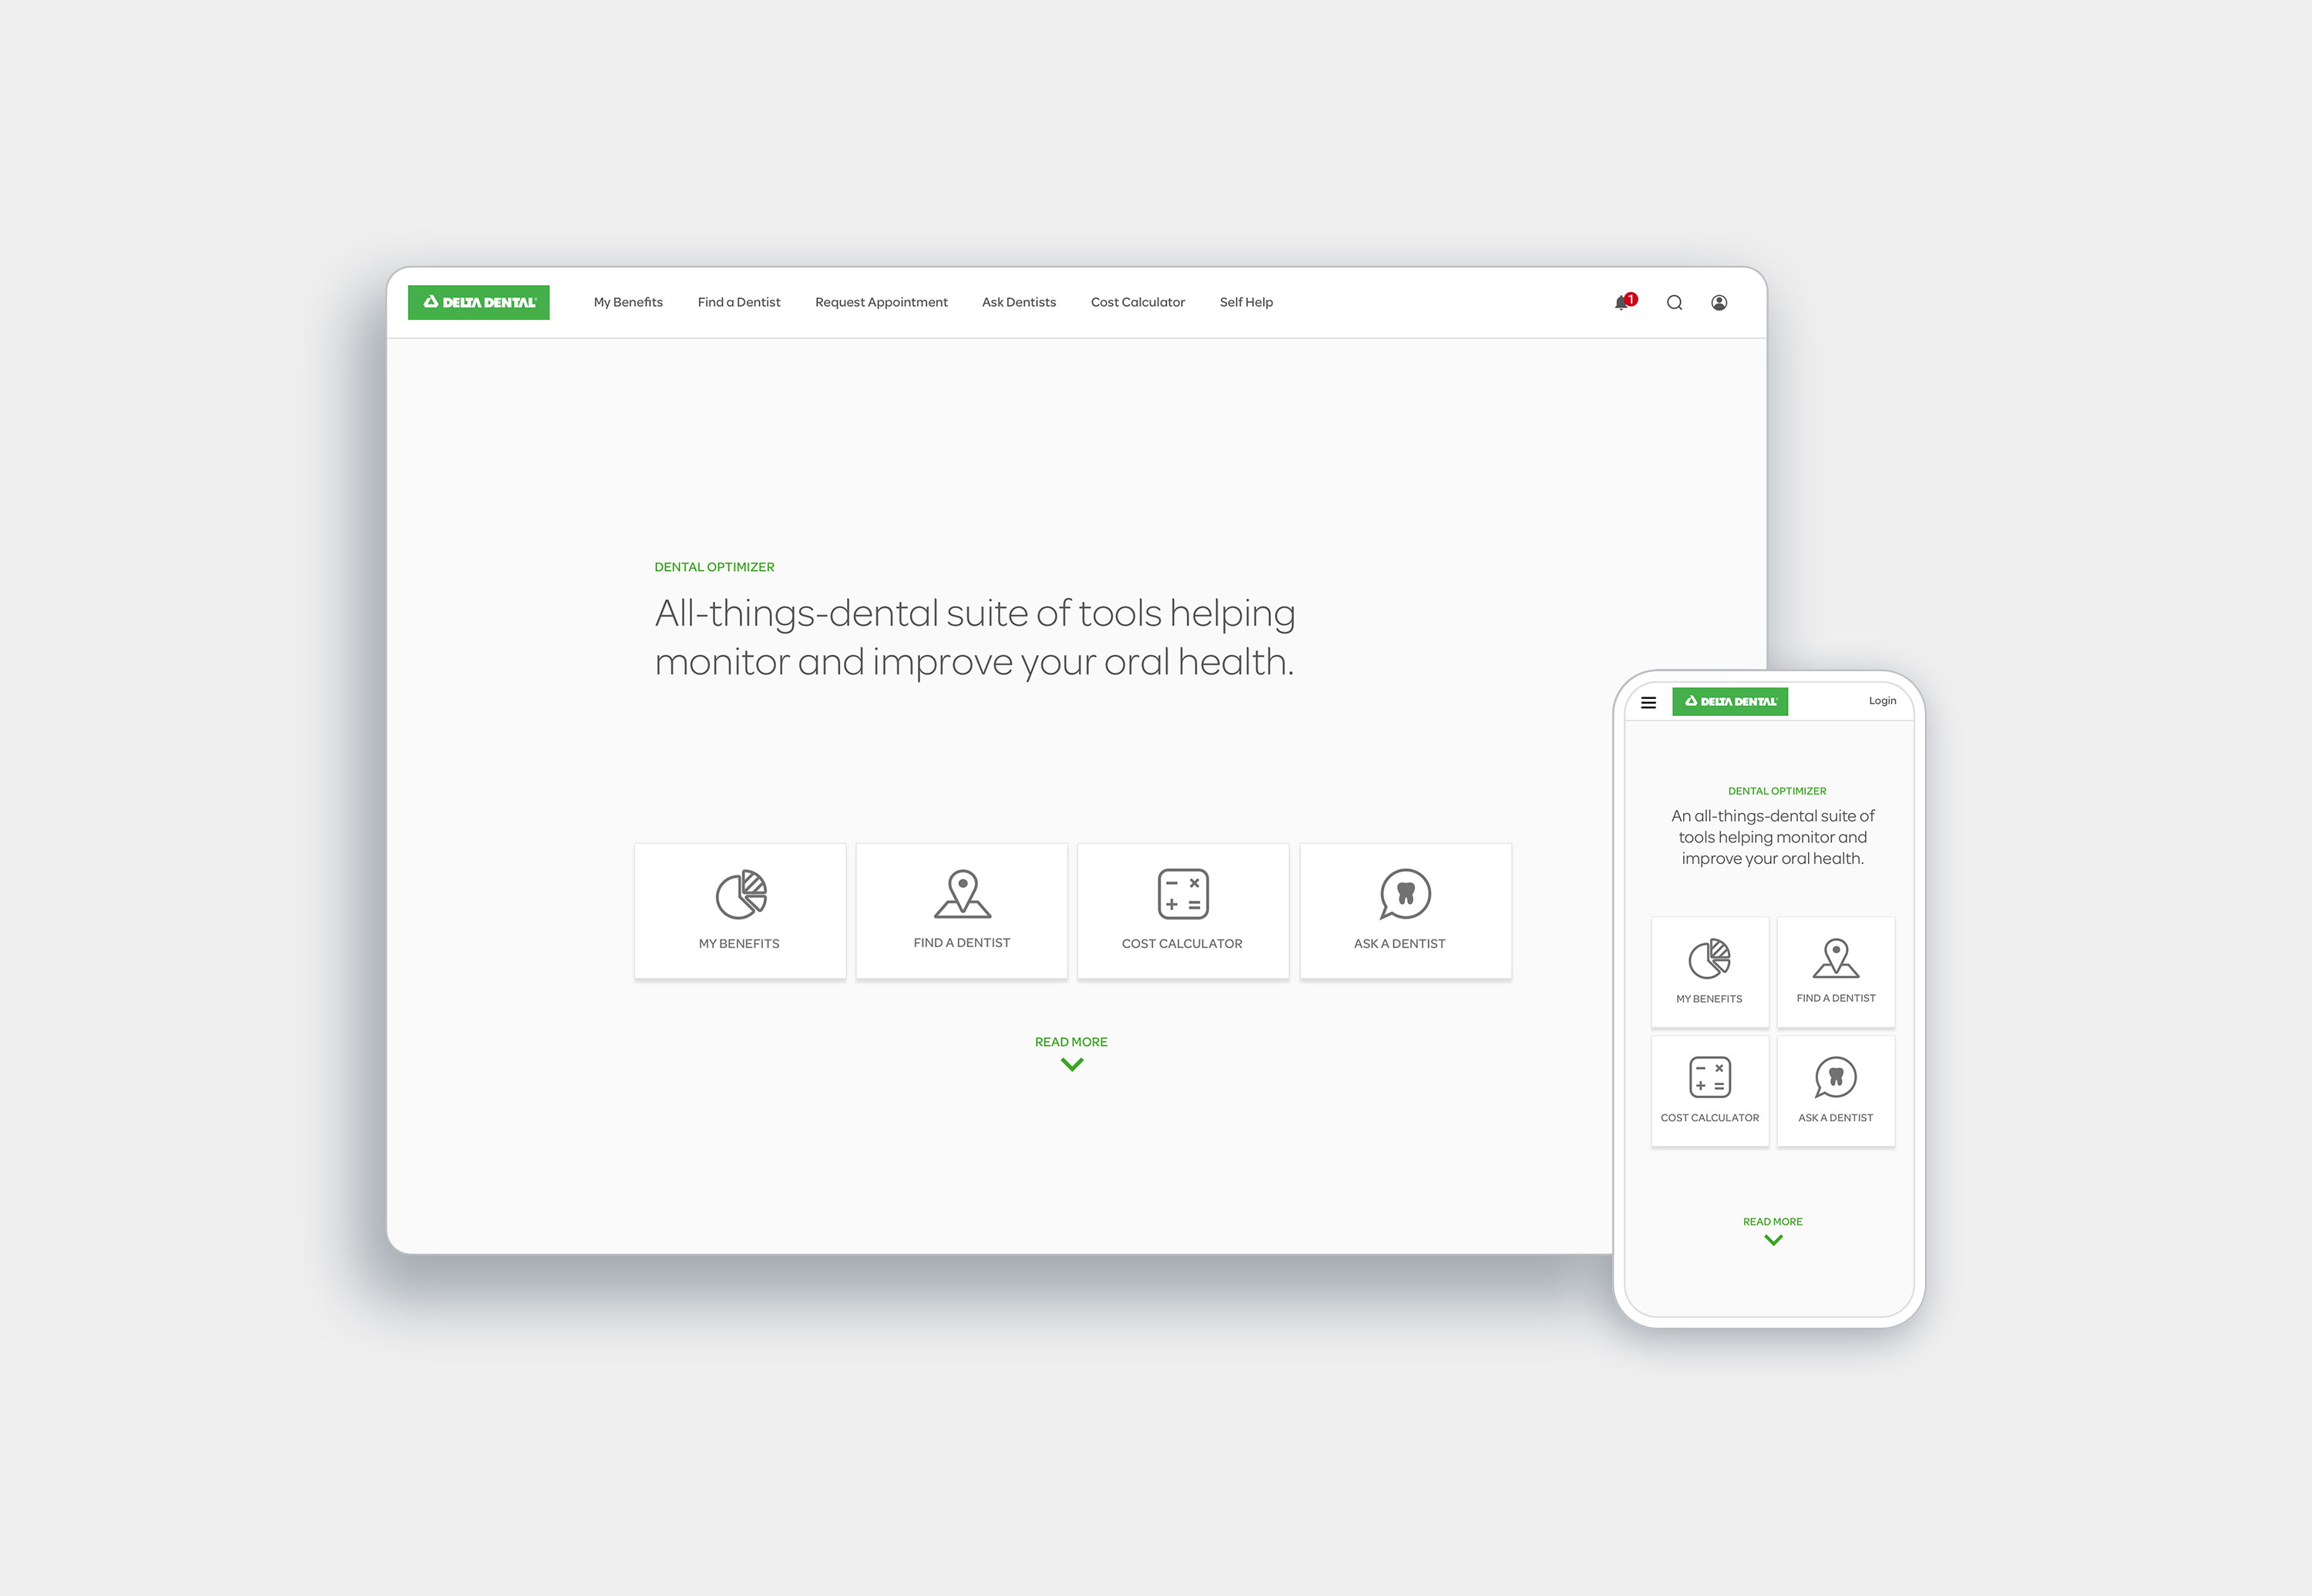 DELTA DENTAL
My Benefits Find a Dentist Request Appointment Ask Dentists Cost Calculator Self Help
1
DENTAL OPTIMIZER
All-things-dental suite of tools helping
monitor and improve your oral health.
MY BENEFITS
FIND A DENTIST
COST CALCULATOR
ASK A DENTIST
READ MORE
DELTA DENTAL
Login
DENTAL OPTIMIZER
An all-things-dental suite of
tools helping monitor and
improve your oral health.
MY BENEFITS
FIND A DENTIST
COST CALCULATOR
ASK A DENTIST
READ MORE